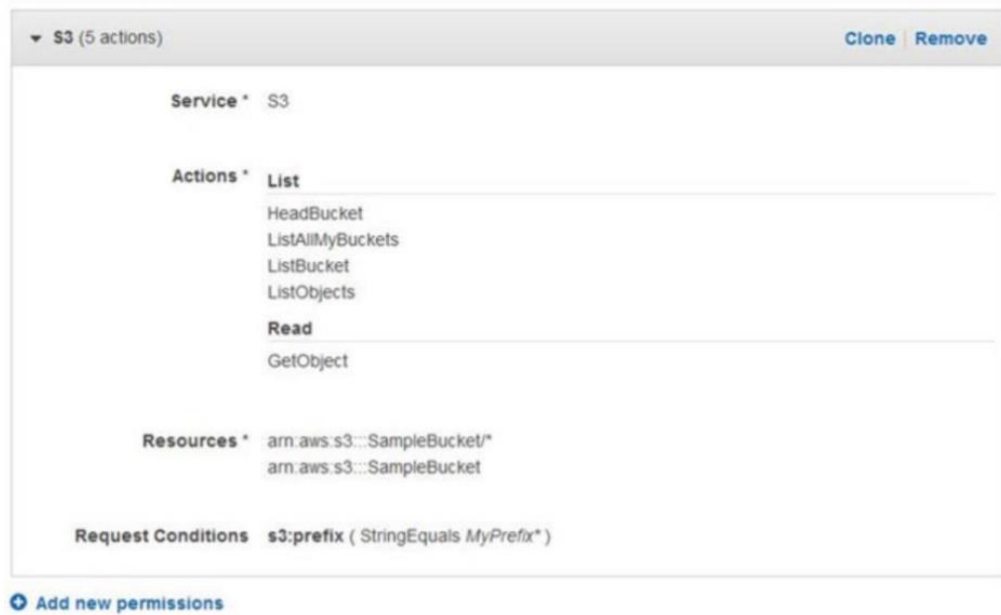 S3 (5 actions)
Clone | Remove
Service * S3
Actions * List
HeadBucket
ListAllMyBuckets
ListBucket
ListObjects
Read
GetObject
Resources * arn:aws:s3:::SampleBucket/*
arn:aws:s3:::SampleBucket
Request Conditions s3:prefix ( StringEquals MyPrefix* )
Add new permissions